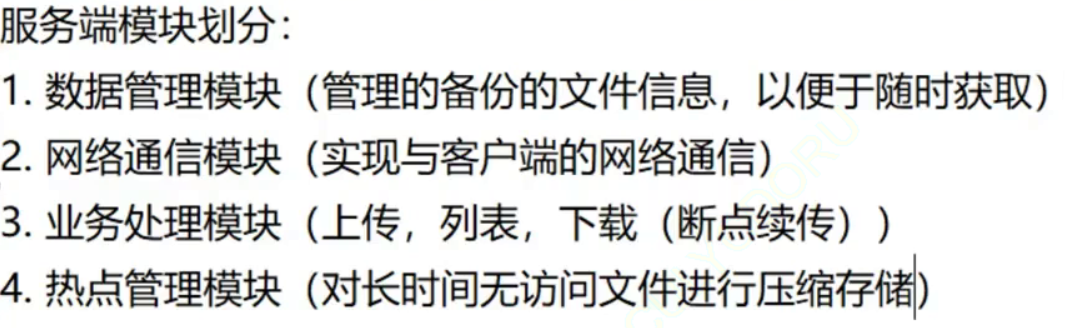 服务端模块划分：
1. 数据管理模块（管理的备份的文件信息，以便于随时获取）
2. 网络通信模块（实现与客户端的网络通信）
3. 业务处理模块（上传，列表，下载（断点续传））
4. 热点管理模块（对长时间无访问文件进行压缩存储）